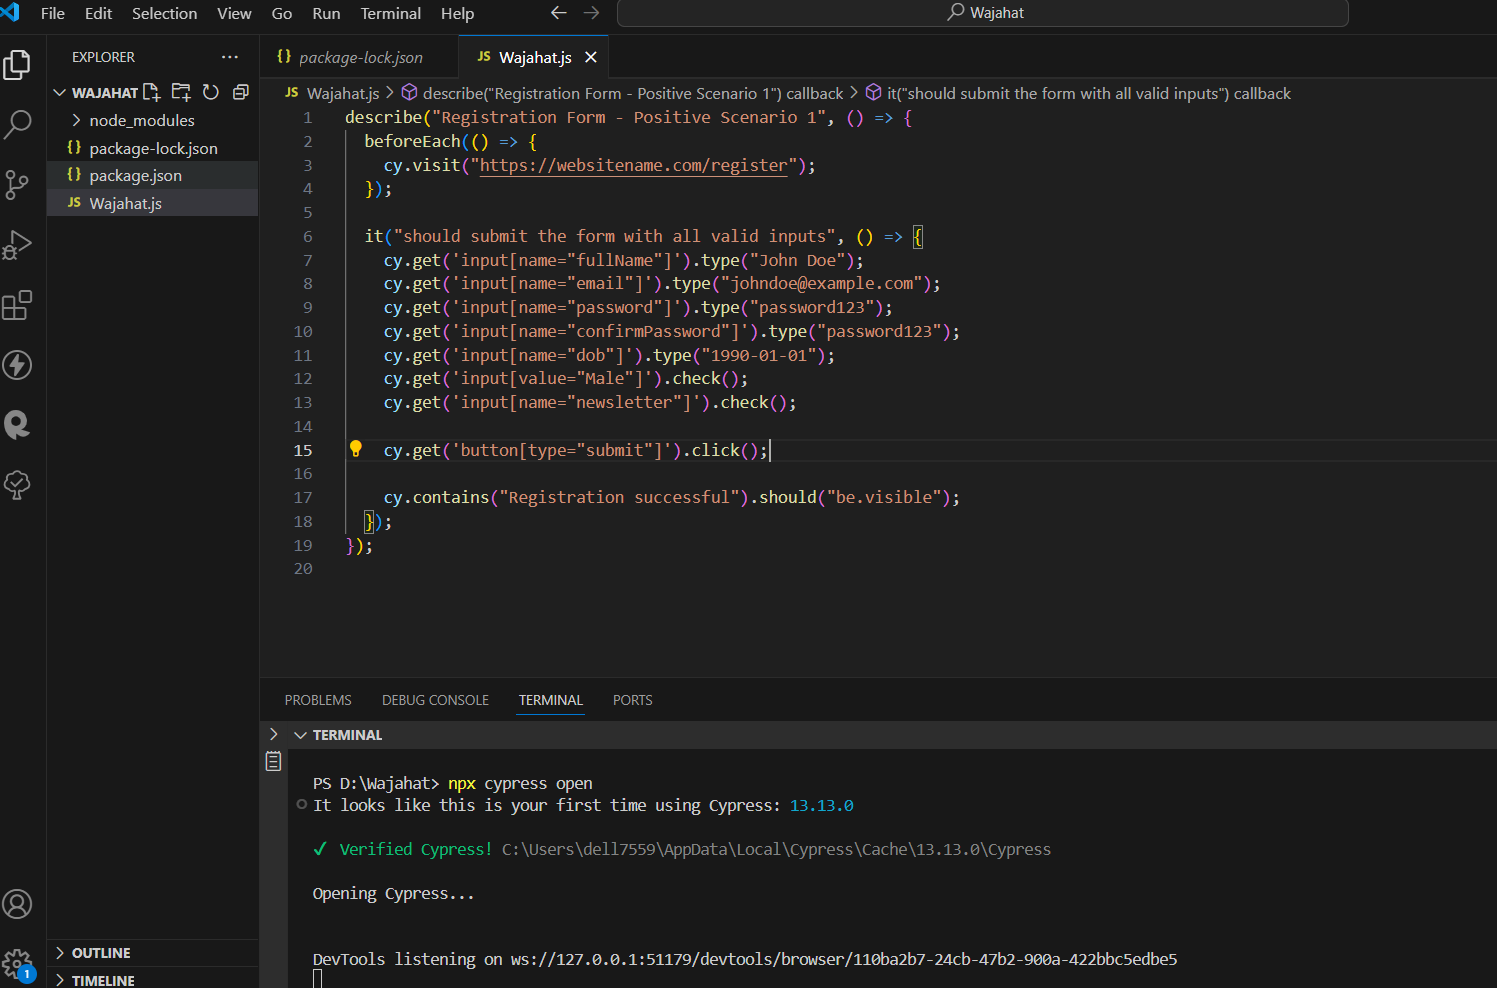 File Edit Selection View Go Run Terminal Help
Wajahat
EXPLORER
WAJAHAT
node_modules
{} package-lock.json
{} package.json
JS Wajahat.js
OUTLINE
TIMELINE
1
{} package-lock.json
JS Wajahat.js
JS Wajahat.js > describe("Registration Form - Positive Scenario 1") callback > it("should submit the form with all valid inputs") callback
1 describe("Registration Form - Positive Scenario 1", () => {
2 beforeEach(() => {
3 cy.visit("https://websitename.com/register");
4 });
5
6 it("should submit the form with all valid inputs", () => {
7 cy.get('input[name="fullName"]').type("John Doe");
8 cy.get('input[name="email"]').type("johndoe@example.com");
9 cy.get('input[name="password"]').type("password123");
10 cy.get('input[name="confirmPassword"]').type("password123");
11 cy.get('input[name="dob"]').type("1990-01-01");
12 cy.get('input[value="Male"]').check();
13 cy.get('input[name="newsletter"]').check();
14
15 cy.get('button[type="submit"]').click();
16
17 cy.contains("Registration successful").should("be.visible");
18 });
19 });
20
PROBLEMS DEBUG CONSOLE TERMINAL PORTS
TERMINAL
PS D:\Wajahat> npx cypress open
It looks like this is your first time using Cypress: 13.13.0
✓ Verified Cypress! C:\Users\dell7559\AppData\Local\Cypress\Cache\13.13.0\Cypress
Opening Cypress...
DevTools listening on ws://127.0.0.1:51179/devtools/browser/110ba2b7-24cb-47b2-900a-422bbc5edbe5